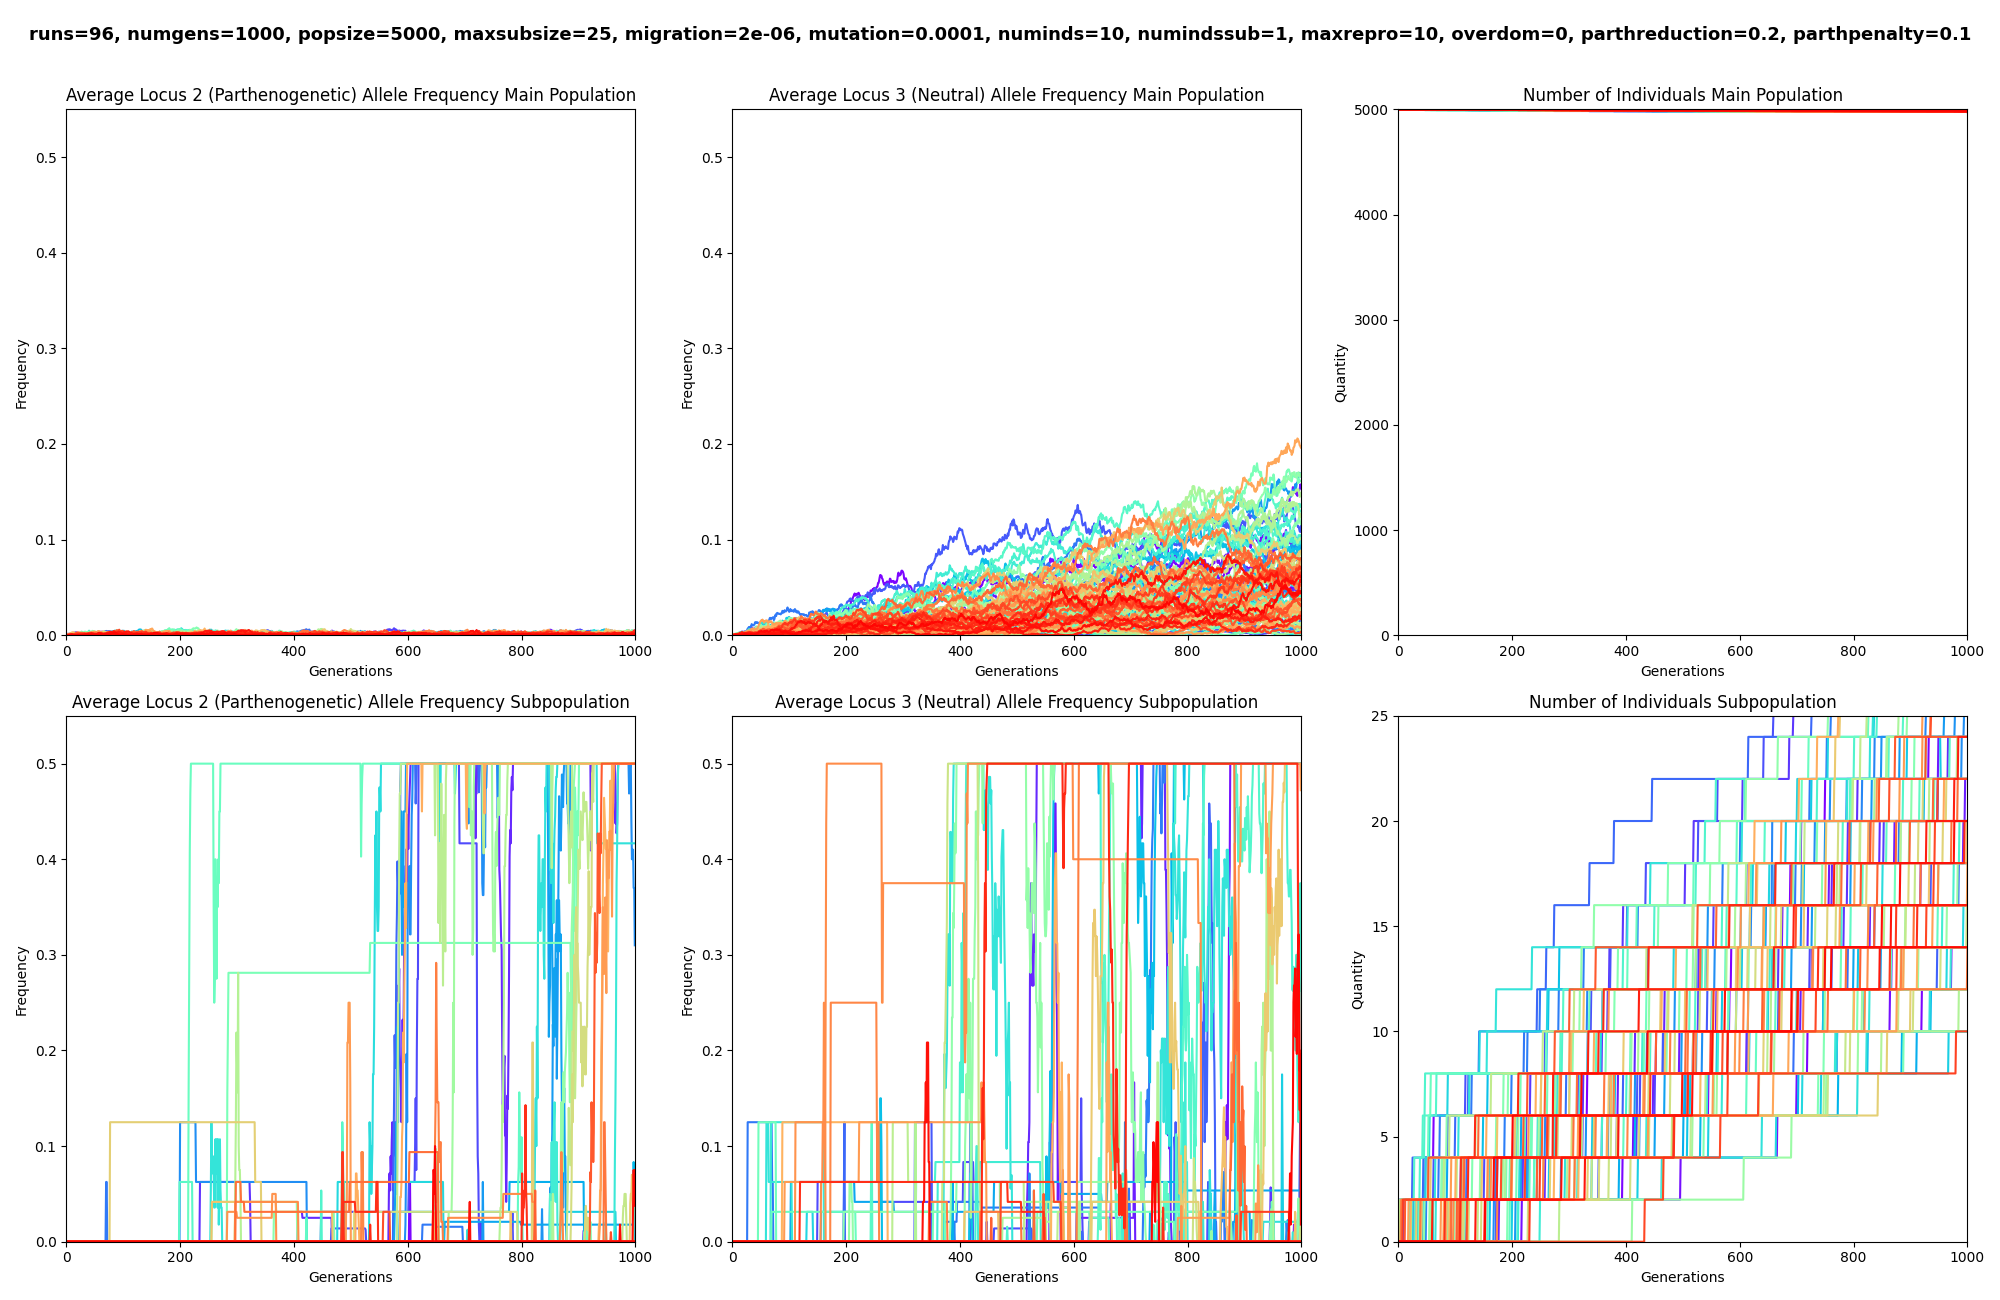 runs=96, numgens=1000, popsize=5000, maxsubsize=25, migration=2e-06, mutation=0.0001, numinds=10, numindssub=1, maxrepro=10, overdom=0, parthreduction=0.2, parthpenalty=0.1
Average Locus 2 (Parthenogenetic) Allele Frequency Main Population
0.5
0.4
0.3
0.2
0.1
0.0
Frequency
0 200 400 600 800 1000
Generations
Average Locus 3 (Neutral) Allele Frequency Main Population
0.5
0.4
0.3
0.2
0.1
0.0
Frequency
0 200 400 600 800 1000
Generations
Number of Individuals Main Population
5000
4000
3000
2000
1000
0
Quantity
0 200 400 600 800 1000
Generations
Average Locus 2 (Parthenogenetic) Allele Frequency Subpopulation
0.5
0.4
0.3
0.2
0.1
0.0
Frequency
0 200 400 600 800 1000
Generations
Average Locus 3 (Neutral) Allele Frequency Subpopulation
0.5
0.4
0.3
0.2
0.1
0.0
Frequency
0 200 400 600 800 1000
Generations
Number of Individuals Subpopulation
25
20
15
10
5
0
Quantity
0 200 400 600 800 1000
Generations